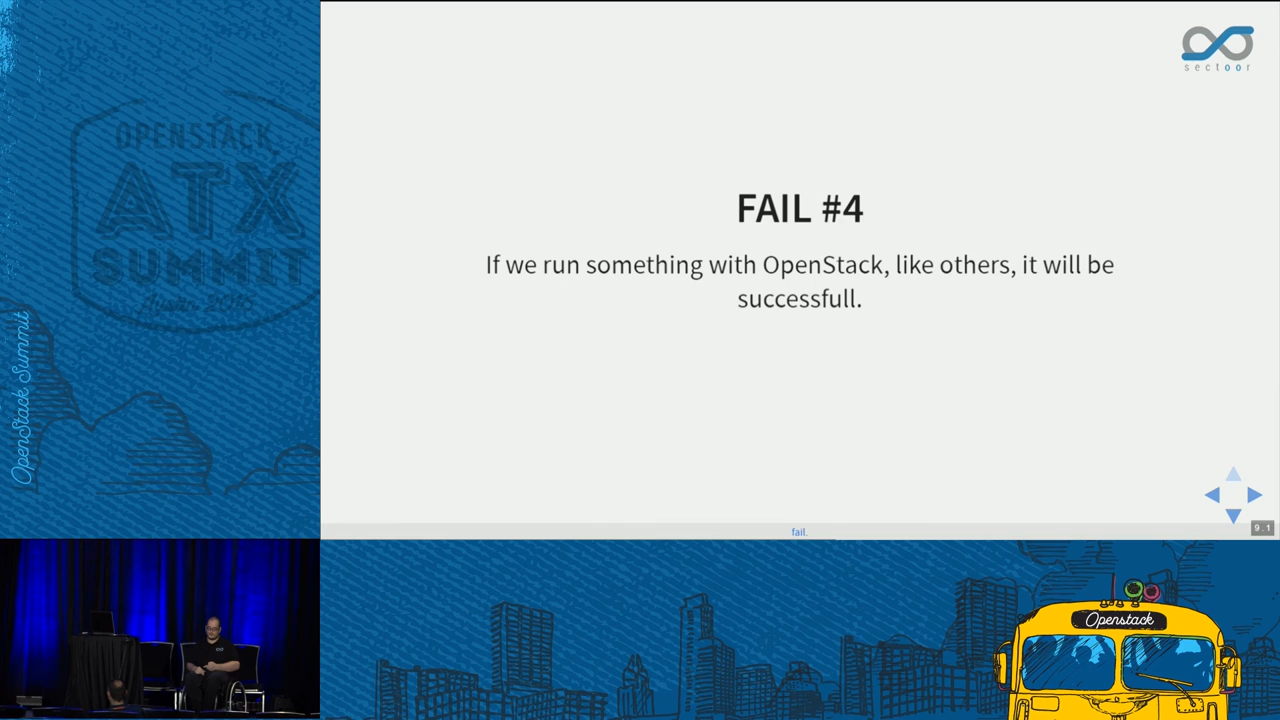 OPENSTACK
ATX
SUMMIT
Austin 2016
OpenStack Summit
sectoor
FAIL #4
If we run something with OpenStack, like others, it will be
successfull.
fail.
9.1
Openstack